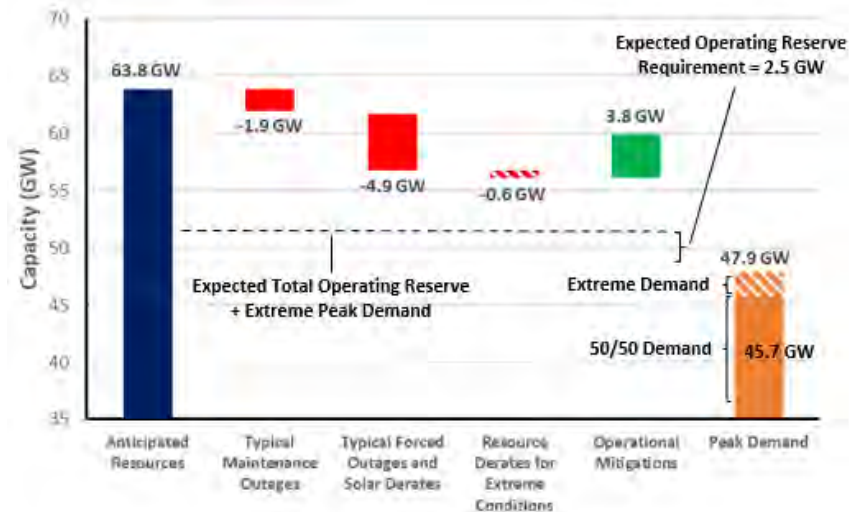 70
65
60
55
50
45
40
35
Capacity (GW)
63.8 GW
-1.9 GW
-4.9 GW
-0.6 GW
3.8 GW
Expected Operating Reserve
Requirement = 2.5 GW
Expected Total Operating Reserve
+ Extreme Peak Demand
47.9 GW
Extreme Demand
50/50 Demand
45.7 GW
Anticipated
Resources
Typical
Maintenance
Outages
Typical Forced
Outages and
Solar Derates
Resource
Derates for
Extreme
Conditions
Operational
Mitigations
Peak Demand